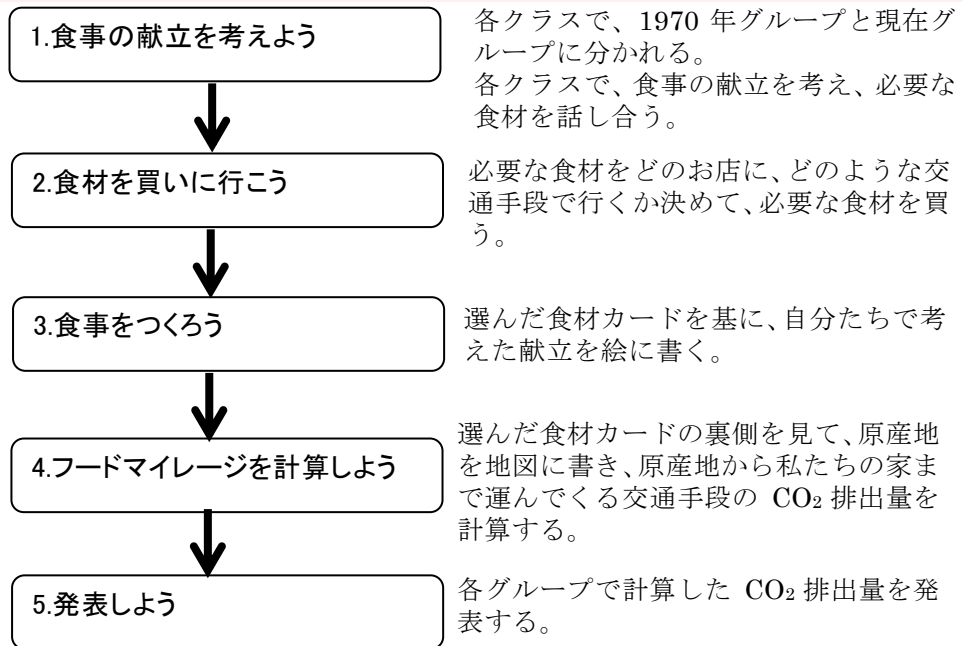 1.食事の献立を考えよう
各クラスで、1970 年グループと現在グ
ループに分かれる。
各クラスで、食事の献立を考え、必要な
食材を話し合う。
2.食材を買いに行こう
必要な食材をどのお店に、どのような交
通手段で行くか決めて、必要な食材を買
う。
3.食事をつくろう
選んだ食材カードを基に、自分たちで考
えた献立を絵に書く。
4.フードマイレージを計算しよう
選んだ食材カードの裏側を見て、原産地
を地図に書き、原産地から私たちの家ま
で運んでくる交通手段の CO₂ 排出量を
計算する。
5.発表しよう
各グループで計算した CO₂ 排出量を発
表する。